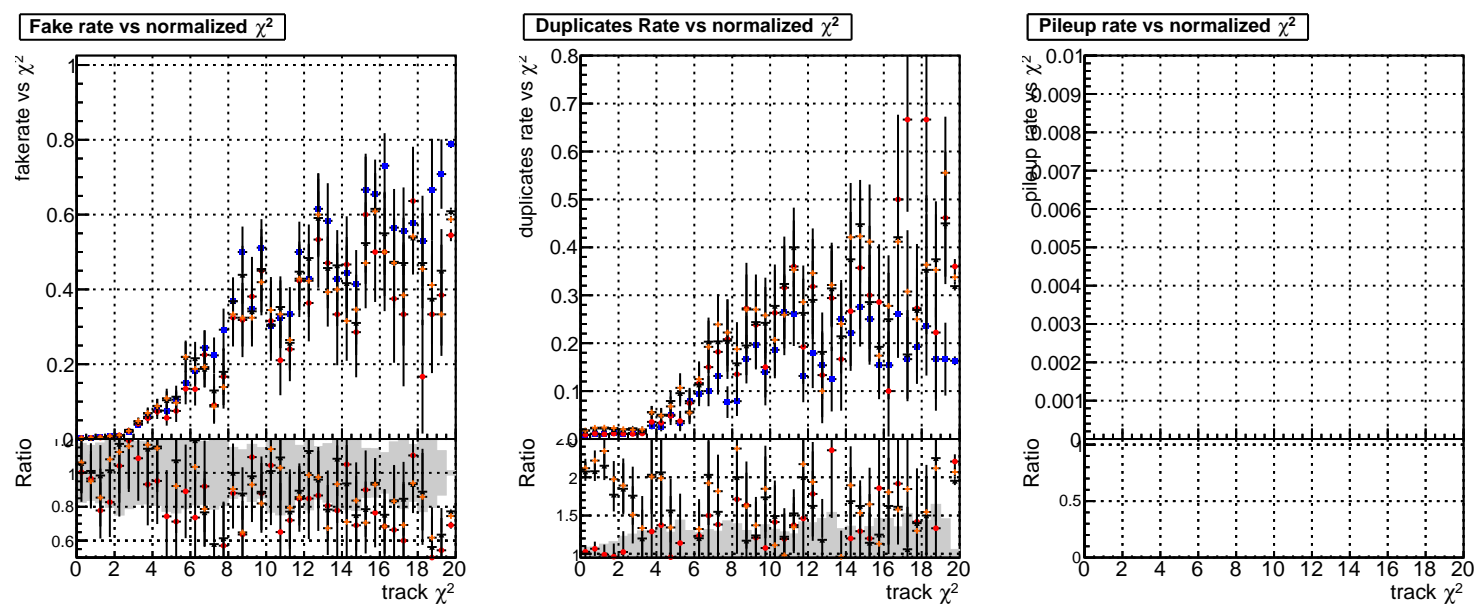 Fake rate vs normalized χ²
Duplicates Rate vs normalized χ²
Pileup rate vs normalized χ²
fakerate vs χ²
1
0.8
0.6
0.4
0.2
0
Ratio
1
0.8
0.6
0 2 4 6 8 10 12 14 16 18 20
track χ²
duplicates rate vs χ²
0.8
0.7
0.6
0.5
0.4
0.3
0.2
0.1
Ratio
2
1.5
1
0 2 4 6 8 10 12 14 16 18 20
track χ²
pileup rate vs χ²
0.01
0.009
0.008
0.007
0.006
0.005
0.004
0.003
0.002
0.001
0
Ratio
1
0.5
0
0 2 4 6 8 10 12 14 16 18 20
track χ²